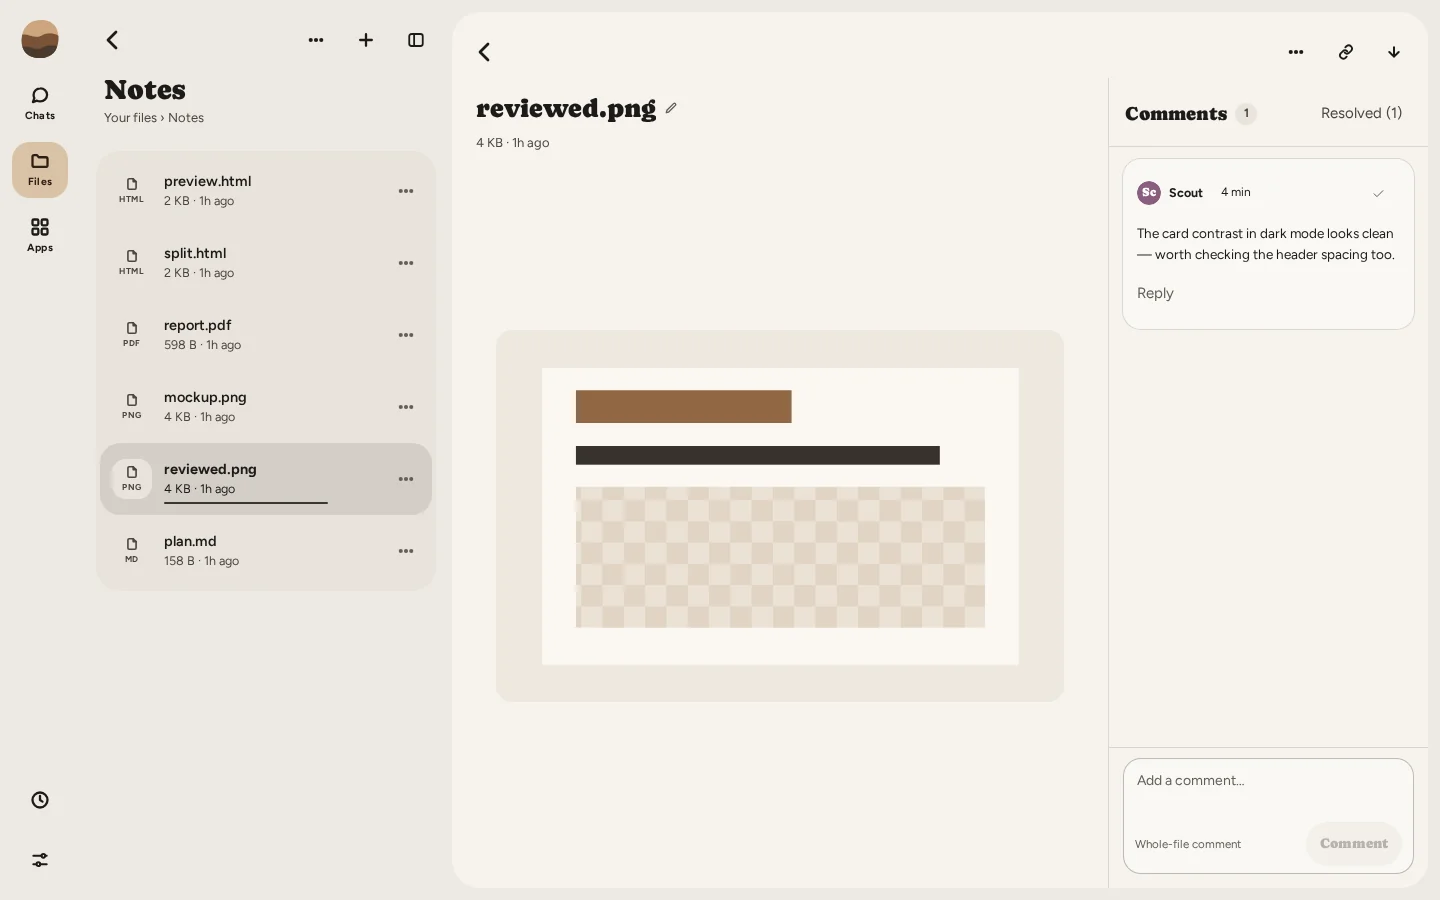 Chats
Files
Apps
Notes
Your files › Notes
HTML
preview.html
2 KB · 1h ago
HTML
split.html
2 KB · 1h ago
PDF
report.pdf
598 B · 1h ago
PNG
mockup.png
4 KB · 1h ago
PNG
reviewed.png
4 KB · 1h ago
MD
plan.md
158 B · 1h ago
reviewed.png
4 KB · 1h ago
Comments 1
Resolved (1)
Sc Scout 4 min
The card contrast in dark mode looks clean
— worth checking the header spacing too.
Reply
Add a comment...
Whole-file comment
Comment